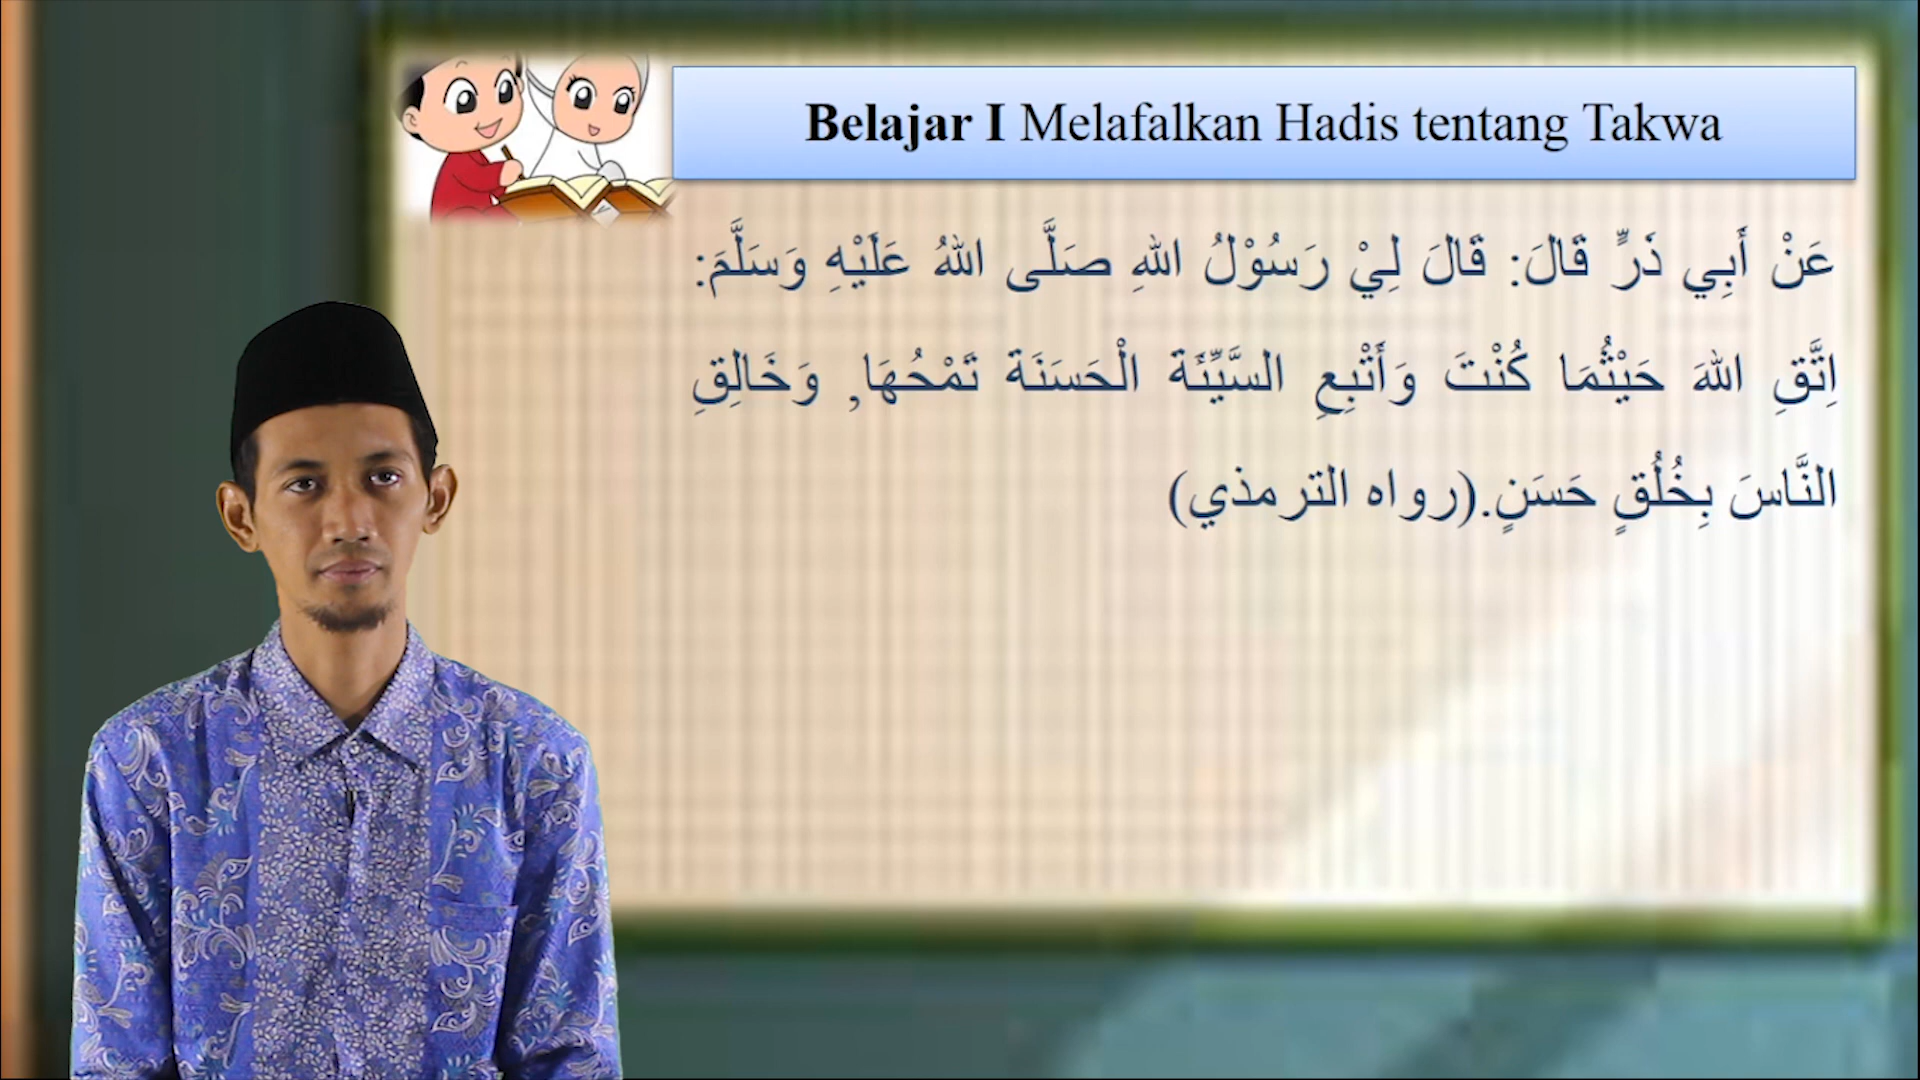 Belajar I Melafalkan Hadis tentang Takwa
عَنْ أَبِي ذَرٍّ قَالَ: قَالَ لِيْ رَسُوْلُ اللهِ صَلَّى اللهُ عَلَيْهِ وَسَلَّمَ:
اِتَّقِ اللهَ حَيْثُمَا كُنْتَ وَأَتْبِعِ السَّيِّئَة الْحَسَنَة تَمْحُهَا, وَخَالِقِ
النَّاسَ بِخُلُقٍ حَسَنٍ.(رواه الترمذي)